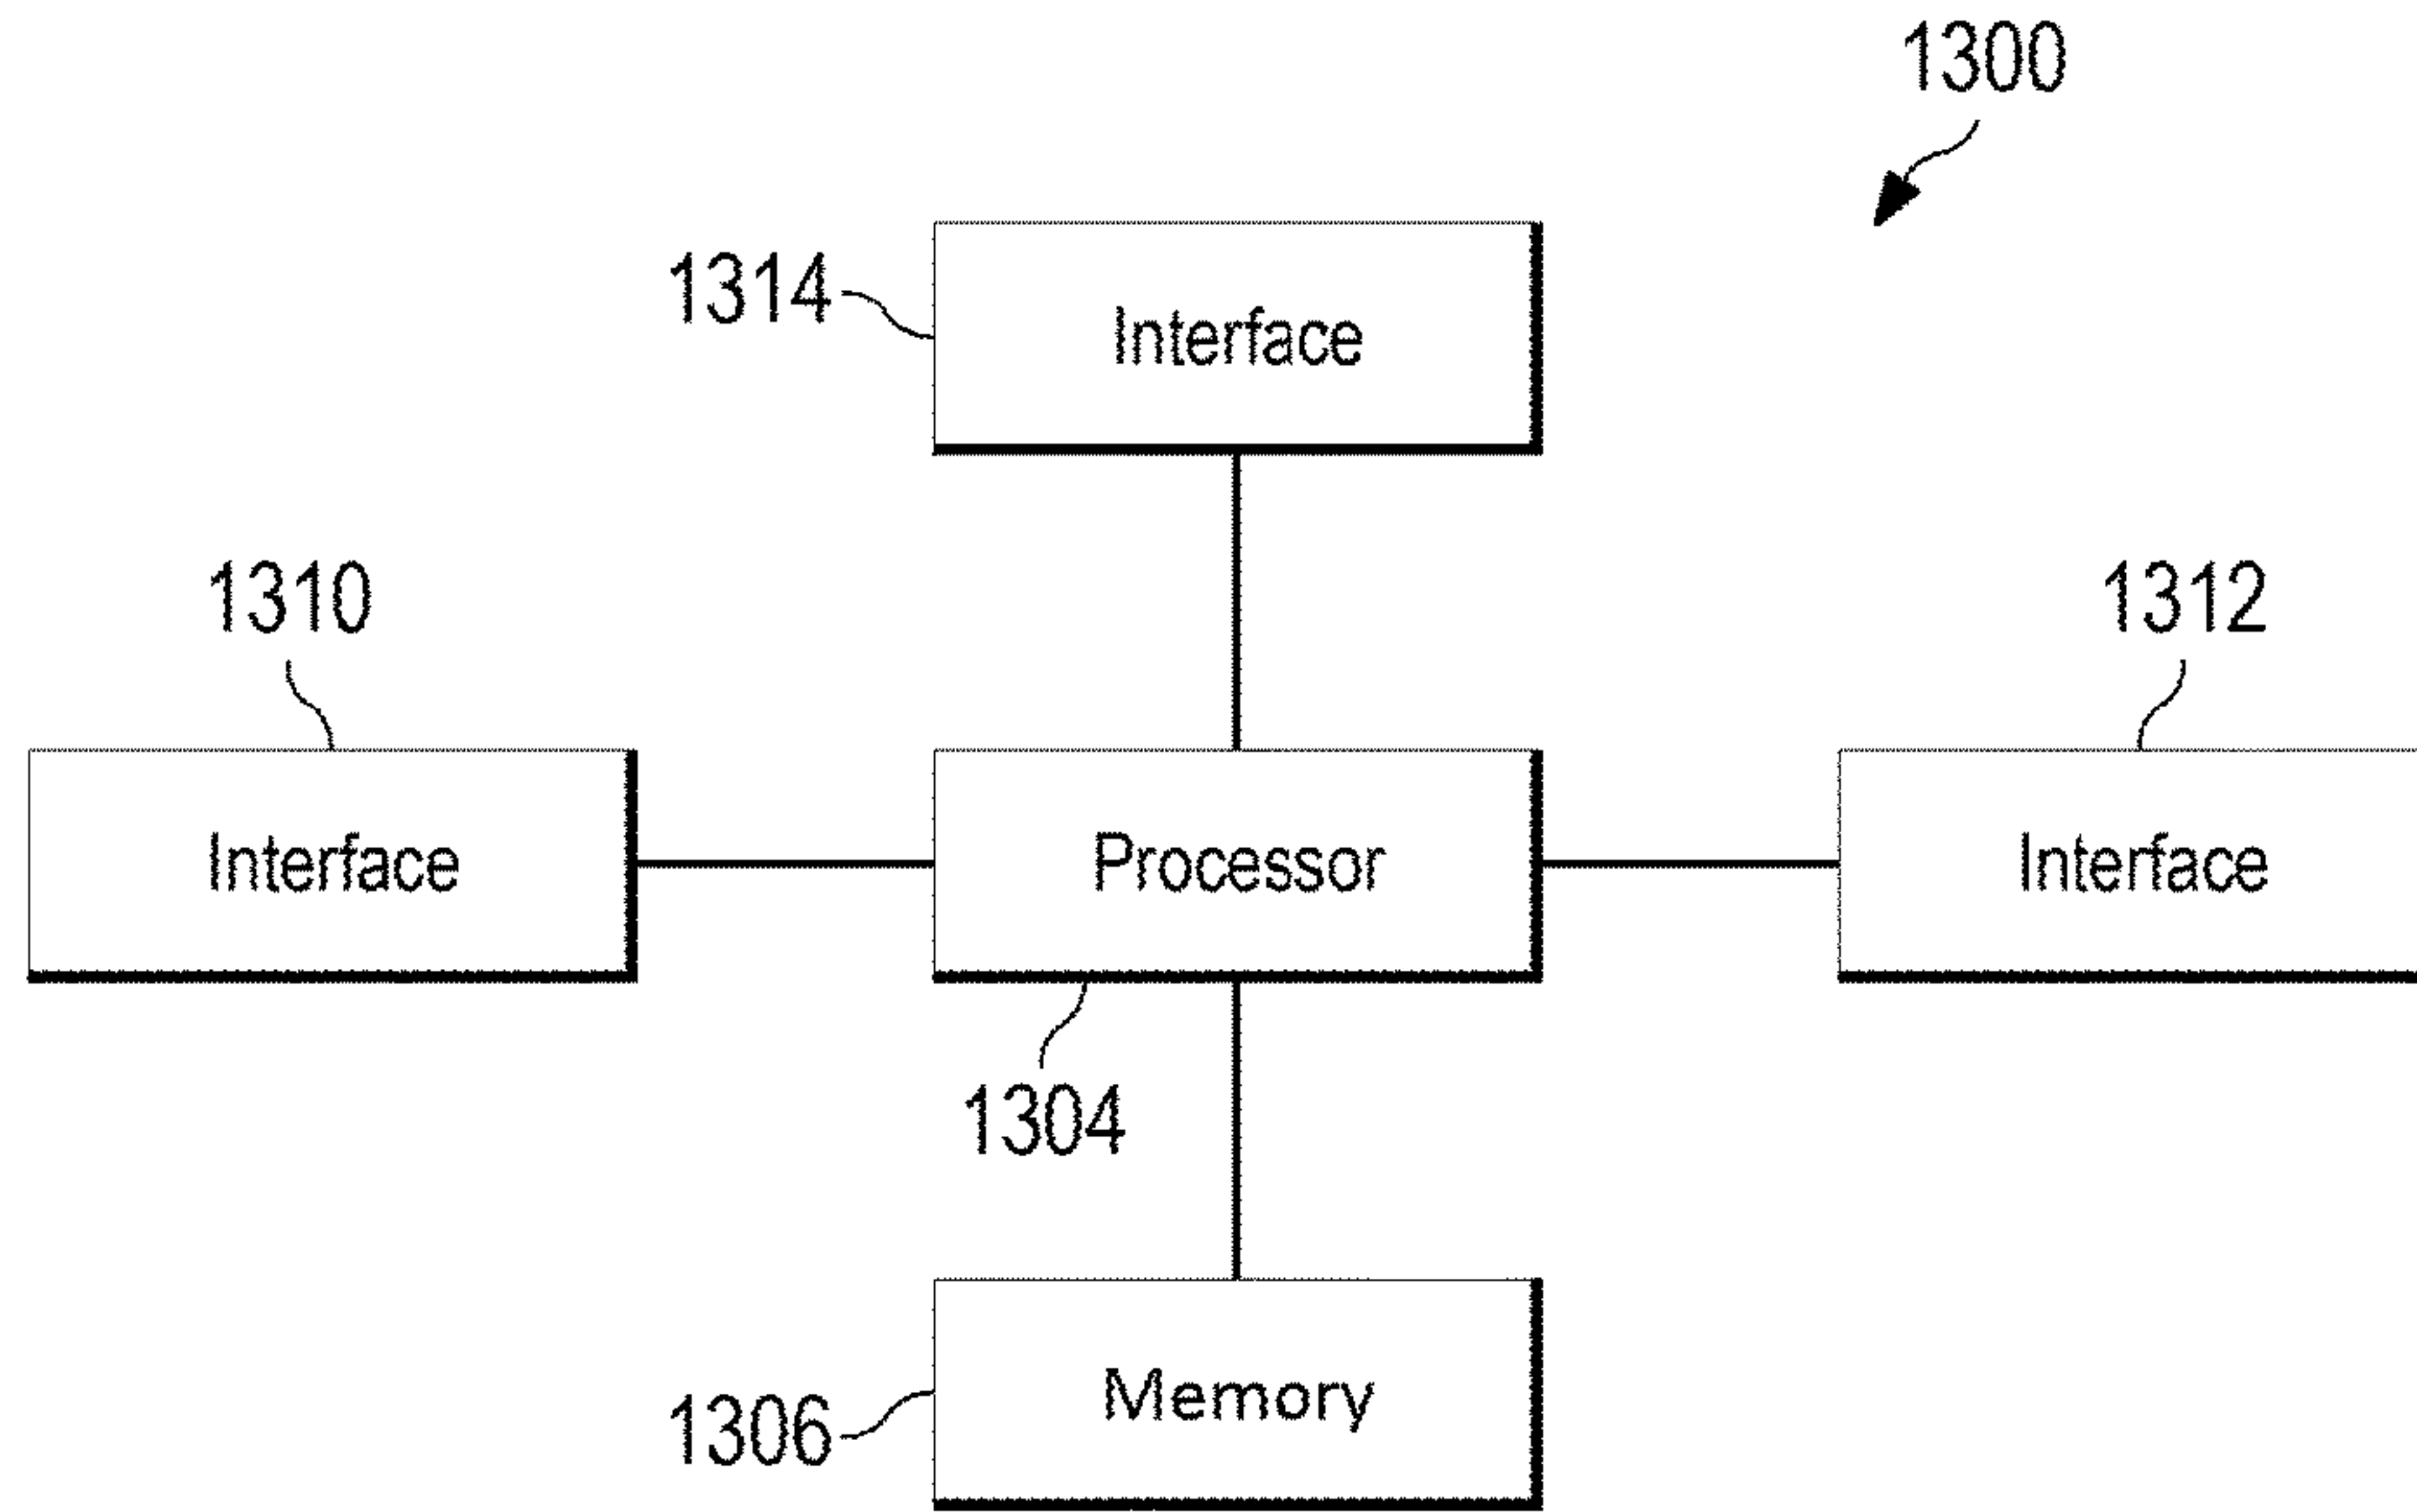 1300
1314
Interface
1310
1312
Interface
Processor
Interface
1304
1306
Memory